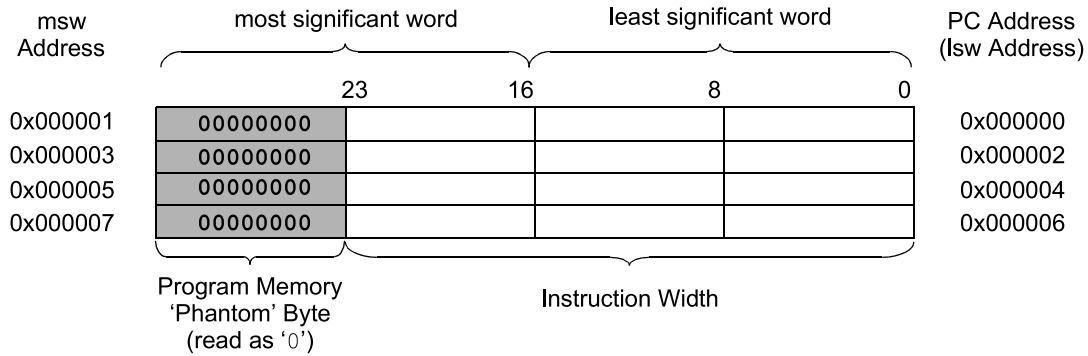 msw
Address
most significant word
least significant word
PC Address
(lsw Address)
23
16
8
0
0x000001
00000000
0x000000
0x000003
00000000
0x000002
0x000005
00000000
0x000004
0x000007
00000000
0x000006
Program Memory
‘Phantom’ Byte
(read as ‘0’)
Instruction Width